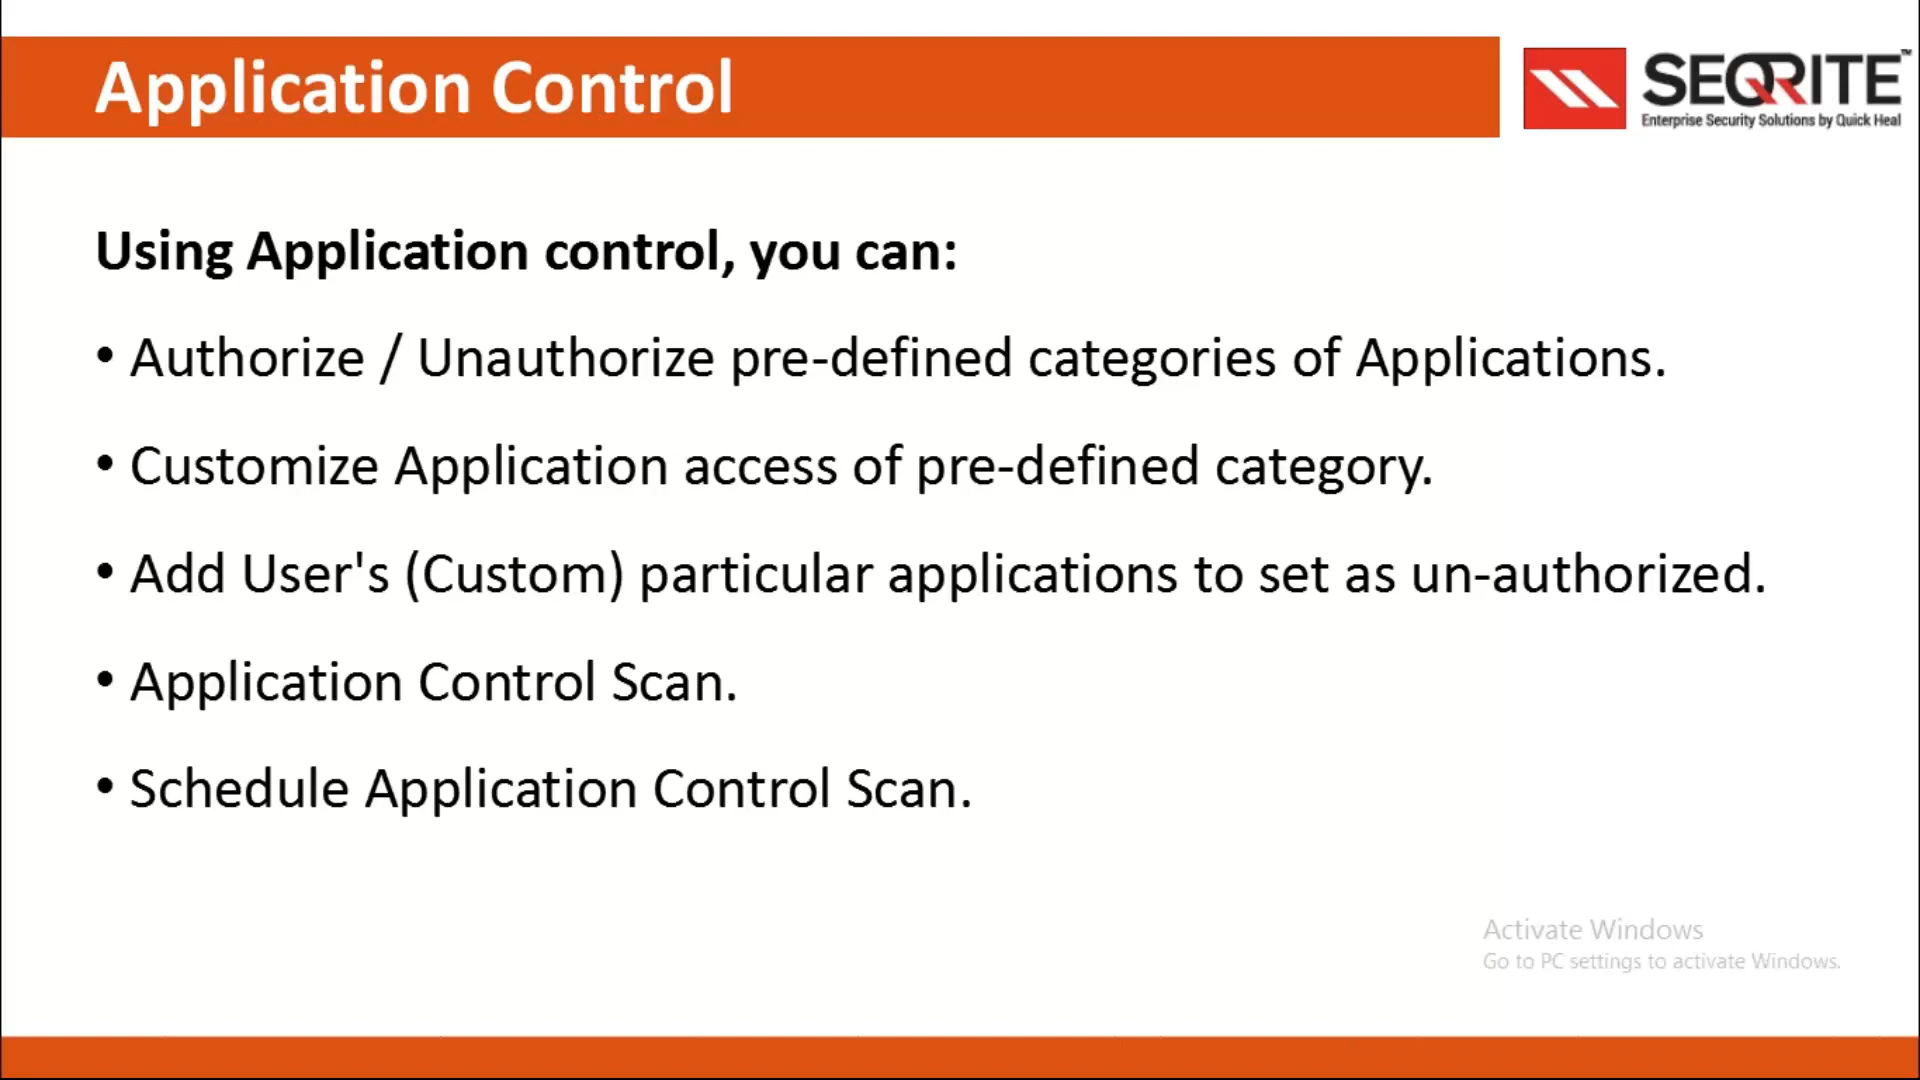 Application Control
SEQRITE™
Enterprise Security Solutions by Quick Heal
Using Application control, you can:
• Authorize / Unauthorize pre-defined categories of Applications.
• Customize Application access of pre-defined category.
• Add User's (Custom) particular applications to set as un-authorized.
• Application Control Scan.
• Schedule Application Control Scan.
Activate Windows
Go to PC settings to activate Windows.